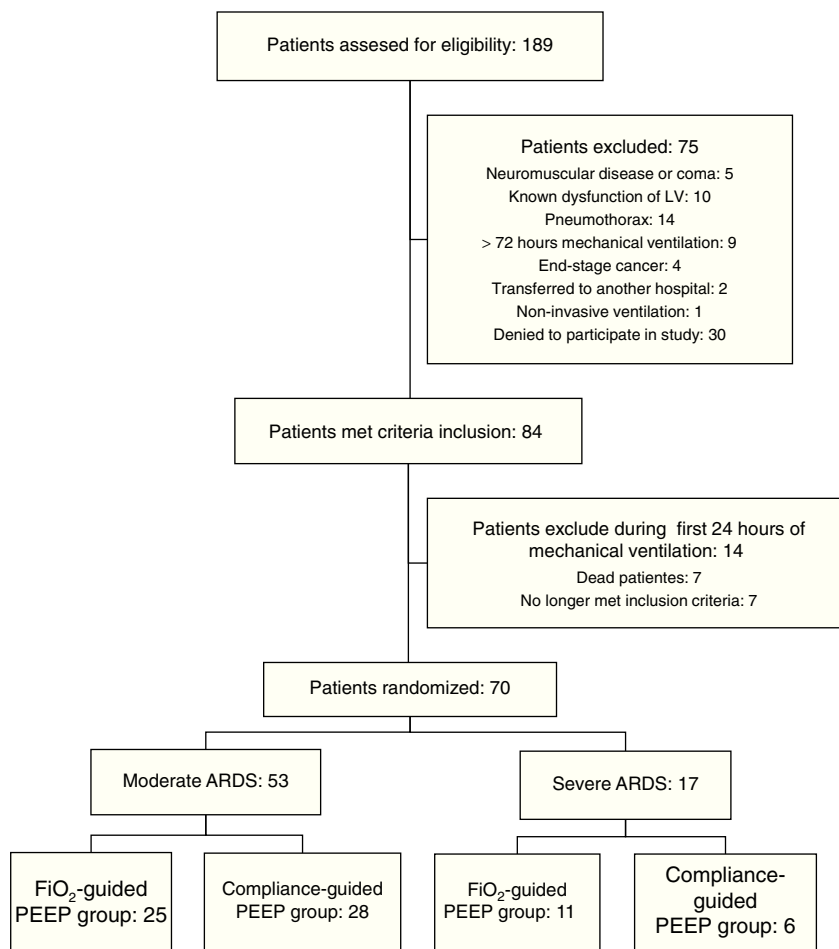 Patients assesed for eligibility: 189
Patients excluded: 75
Neuromuscular disease or coma: 5
Known dysfunction of LV: 10
Pneumothorax: 14
> 72 hours mechanical ventilation: 9
End-stage cancer: 4
Transferred to another hospital: 2
Non-invasive ventilation: 1
Denied to participate in study: 30
Patients met criteria inclusion: 84
Patients exclude during first 24 hours of
mechanical ventilation: 14
Dead patientes: 7
No longer met inclusion criteria: 7
Patients randomized: 70
Moderate ARDS: 53
Severe ARDS: 17
FiO₂-guided
PEEP group: 25
Compliance-guided
PEEP group: 28
FiO₂-guided
PEEP group: 11
Compliance-
guided
PEEP group: 6